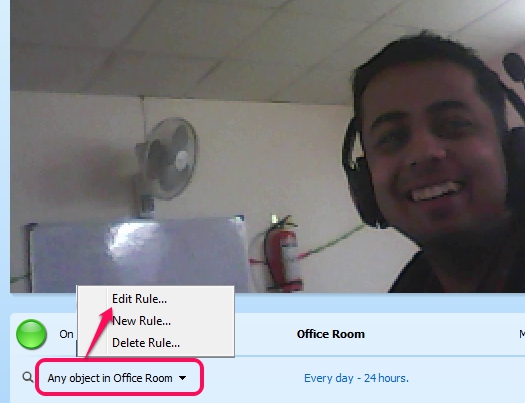 Edit Rule...
New Rule...
Delete Rule...
On
Office Room
Any object in Office Room
Every day - 24 hours.